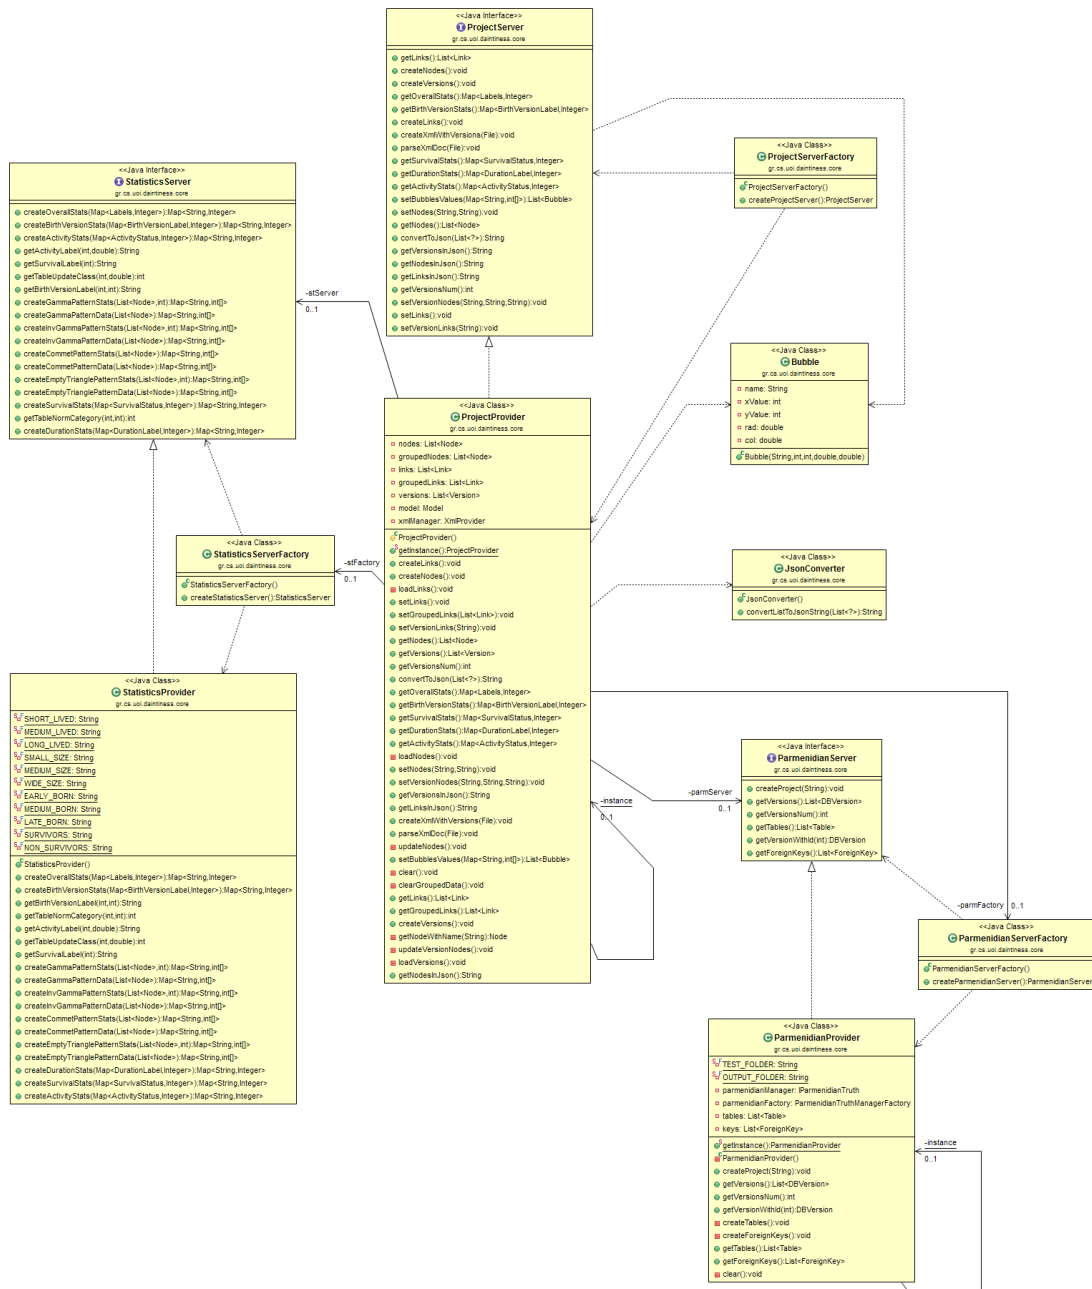 <<Java Interface>>
ProjectServer
gr.cs.uoi.daintiness.core
getLinks():List<Link>
createNodes():void
createVersions():void
getOverallStats():Map<Labels,Integer>
getBirthVersionStats():Map<BirthVersionLabel,Integer>
createLinks():void
createXmlWithVersions(File):void
parseXmlDoc(File):void
getSurvivalStats():Map<SurvivalStatus,Integer>
getDurationStats():Map<DurationLabel,Integer>
getActivityStats():Map<ActivityStatus,Integer>
setBubblesValues(Map<String,int[]>):List<Bubble>
setNodes(String,String):void
getNodes():List<Node>
convertToJson(List<?>):String
getVersionsInJson():String
getNodesInJson():String
getLinksInJson():String
getVersionsNum():int
setVersionNodes(String,String,String):void
setLinks():void
setVersionLinks(String):void
<<Java Class>>
ProjectServerFactory
gr.cs.uoi.daintiness.core
ProjectServerFactory()
createProjectServer():ProjectServer
<<Java Interface>>
StatisticsServer
gr.cs.uoi.daintiness.core
createOverallStats(Map<Labels,Integer>):Map<String,Integer>
createBirthVersionStats(Map<BirthVersionLabel,Integer>):Map<String,Integer>
createActivityStats(Map<ActivityStatus,Integer>):Map<String,Integer>
getActivityLabel(int,double):String
getSurvivalLabel(int):String
getTableUpdateClass(int,double):int
getBirthVersionLabel(int,int):String
createGammaPatternStats(List<Node>,int):Map<String,int[]>
createGammaPatternData(List<Node>):Map<String,int[]>
createInvGammaPatternStats(List<Node>,int):Map<String,int[]>
createInvGammaPatternData(List<Node>):Map<String,int[]>
createCommetPatternStats(List<Node>):Map<String,int[]>
createCommetPatternData(List<Node>):Map<String,int[]>
createEmptyTrianglePatternStats(List<Node>,int):Map<String,int[]>
createEmptyTrianglePatternData(List<Node>):Map<String,int[]>
createSurvivalStats(Map<SurvivalStatus,Integer>):Map<String,Integer>
getTableNormCategory(int,int):int
createDurationStats(Map<DurationLabel,Integer>):Map<String,Integer>
-stServer
0..1
<<Java Class>>
Bubble
gr.cs.uoi.daintiness.core
name: String
xValue: int
yValue: int
rad: double
col: double
Bubble(String,int,int,double,double)
<<Java Class>>
ProjectProvider
gr.cs.uoi.daintiness.core
nodes: List<Node>
groupedNodes: List<Node>
links: List<Link>
groupedLinks: List<Link>
versions: List<Version>
model: Model
xmlManager: XmlProvider
ProjectProvider()
getInstance():ProjectProvider
createLinks():void
createNodes():void
loadLinks():void
setLinks():void
setGroupedLinks(List<Link>):void
setVersionLinks(String):void
getNodes():List<Node>
getVersions():List<Version>
getVersionsNum():int
convertToJson(List<?>):String
getOverallStats():Map<Labels,Integer>
getBirthVersionStats():Map<BirthVersionLabel,Integer>
getSurvivalStats():Map<SurvivalStatus,Integer>
getDurationStats():Map<DurationLabel,Integer>
getActivityStats():Map<ActivityStatus,Integer>
loadNodes():void
setNodes(String,String):void
setVersionNodes(String,String,String):void
getVersionsInJson():String
getLinksInJson():String
createXmlWithVersions(File):void
parseXmlDoc(File):void
updateNodes():void
setBubblesValues(Map<String,int[]>):List<Bubble>
clear():void
clearGroupedData():void
getLinks():List<Link>
getGroupedLinks():List<Link>
createVersions():void
getNodeWithName(String):Node
updateVersionNodes():void
loadVersions():void
getNodesInJson():String
<<Java Class>>
StatisticsServerFactory
gr.cs.uoi.daintiness.core
StatisticsServerFactory()
createStatisticsServer():StatisticsServer
-stFactory
0..1
<<Java Class>>
JsonConverter
gr.cs.uoi.daintiness.core
JsonConverter()
convertListToJsonString(List<?>):String
<<Java Class>>
StatisticsProvider
gr.cs.uoi.daintiness.core
SHORT_LIVED: String
MEDIUM_LIVED: String
LONG_LIVED: String
SMALL_SIZE: String
MEDIUM_SIZE: String
WIDE_SIZE: String
EARLY_BORN: String
MEDIUM_BORN: String
LATE_BORN: String
SURVIVORS: String
NON_SURVIVORS: String
StatisticsProvider()
createOverallStats(Map<Labels,Integer>):Map<String,Integer>
createBirthVersionStats(Map<BirthVersionLabel,Integer>):Map<String,Integer>
getBirthVersionLabel(int,int):String
getTableNormCategory(int,int):int
getActivityLabel(int,double):String
getTableUpdateClass(int,double):int
getSurvivalLabel(int):String
createGammaPatternStats(List<Node>,int):Map<String,int[]>
createGammaPatternData(List<Node>):Map<String,int[]>
createInvGammaPatternStats(List<Node>,int):Map<String,int[]>
createInvGammaPatternData(List<Node>):Map<String,int[]>
createCommetPatternStats(List<Node>):Map<String,int[]>
createCommetPatternData(List<Node>):Map<String,int[]>
createEmptyTrianglePatternStats(List<Node>,int):Map<String,int[]>
createEmptyTrianglePatternData(List<Node>):Map<String,int[]>
createDurationStats(Map<DurationLabel,Integer>):Map<String,Integer>
createSurvivalStats(Map<SurvivalStatus,Integer>):Map<String,Integer>
createActivityStats(Map<ActivityStatus,Integer>):Map<String,Integer>
-instance
0..1
-parmServer
0..1
<<Java Interface>>
ParmenidianServer
gr.cs.uoi.daintiness.core
createProject(String):void
getVersions():List<DBVersion>
getVersionsNum():int
getTables():List<Table>
getVersionWithId(int):DBVersion
getForeignKeys():List<ForeignKey>
-parmFactory
0..1
<<Java Class>>
ParmenidianServerFactory
gr.cs.uoi.daintiness.core
ParmenidianServerFactory()
createParmenidianServer():ParmenidianServer
<<Java Class>>
ParmenidianProvider
gr.cs.uoi.daintiness.core
TEST_FOLDER: String
OUTPUT_FOLDER: String
parmenidianManager: IParmenidianTruth
parmenidianFactory: ParmenidianTruthManagerFactory
tables: List<Table>
keys: List<ForeignKey>
getInstance():ParmenidianProvider
ParmenidianProvider()
createProject(String):void
getVersions():List<DBVersion>
getVersionsNum():int
getVersionWithId(int):DBVersion
createTables():void
createForeignKeys():void
getTables():List<Table>
getForeignKeys():List<ForeignKey>
clear():void
-instance
0..1